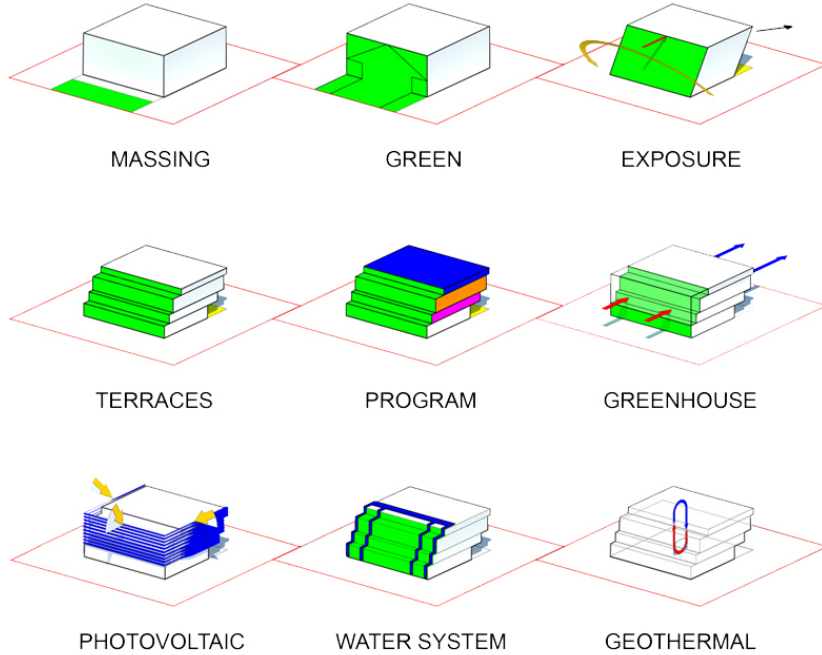 MASSING GREEN EXPOSURE
TERRACES PROGRAM GREENHOUSE
PHOTOVOLTAIC WATER SYSTEM GEOTHERMAL